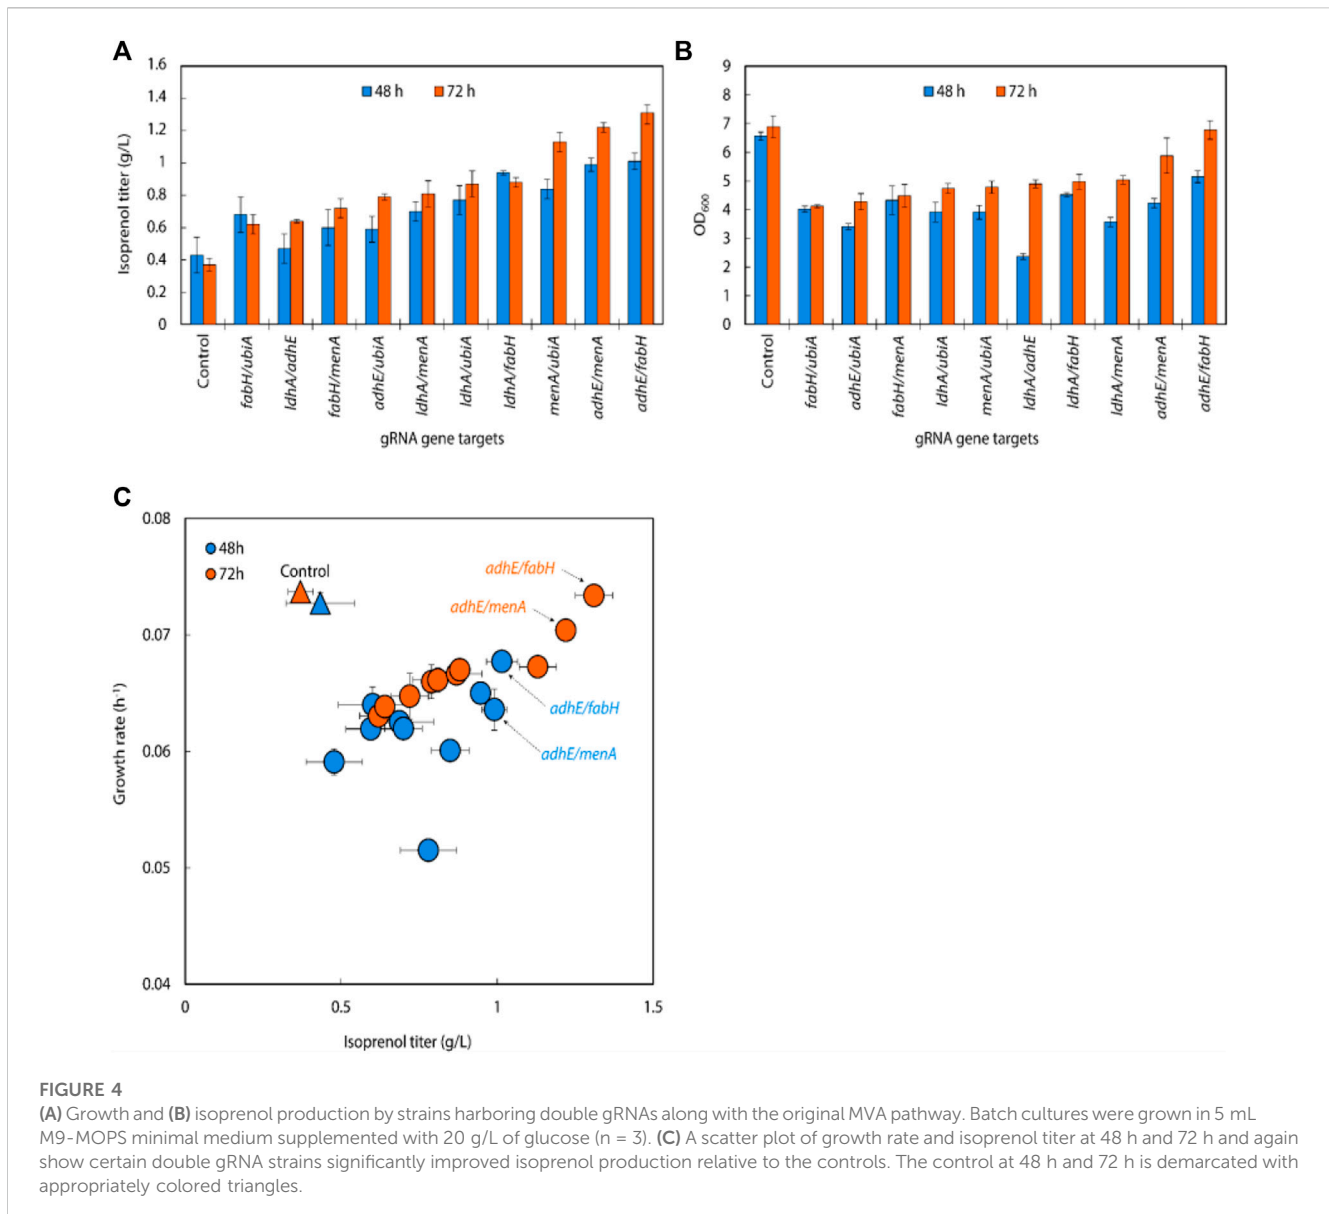 A
1.6
1.4
1.2
1
0.8
0.6
0.4
0.2
0
Isoprenol titer (g/L)
48 h
72 h
Control
fabH/ubiA
ldhA/adhE
fabH/menA
adhE/ubiA
ldhA/menA
ldhA/ubiA
ldhA/fabH
menA/ubiA
adhE/menA
adhE/fabH
gRNA gene targets
B
9
8
7
6
5
4
3
2
1
0
OD600
48 h
72 h
Control
fabH/ubiA
adhE/ubiA
fabH/menA
ldhA/ubiA
menA/ubiA
ldhA/adhE
ldhA/fabH
ldhA/menA
adhE/menA
adhE/fabH
gRNA gene targets
C
0.08
0.07
0.06
0.05
0.04
Growth rate (h-1)
48h
72h
Control
adhE/fabH
adhE/menA
adhE/fabH
adhE/menA
0
0.5
1
1.5
Isoprenol titer (g/L)
FIGURE 4
(A) Growth and (B) isoprenol production by strains harboring double gRNAs along with the original MVA pathway. Batch cultures were grown in 5 mL
M9-MOPS minimal medium supplemented with 20 g/L of glucose (n = 3). (C) A scatter plot of growth rate and isoprenol titer at 48 h and 72 h and again
show certain double gRNA strains significantly improved isoprenol production relative to the controls. The control at 48 h and 72 h is demarcated with
appropriately colored triangles.